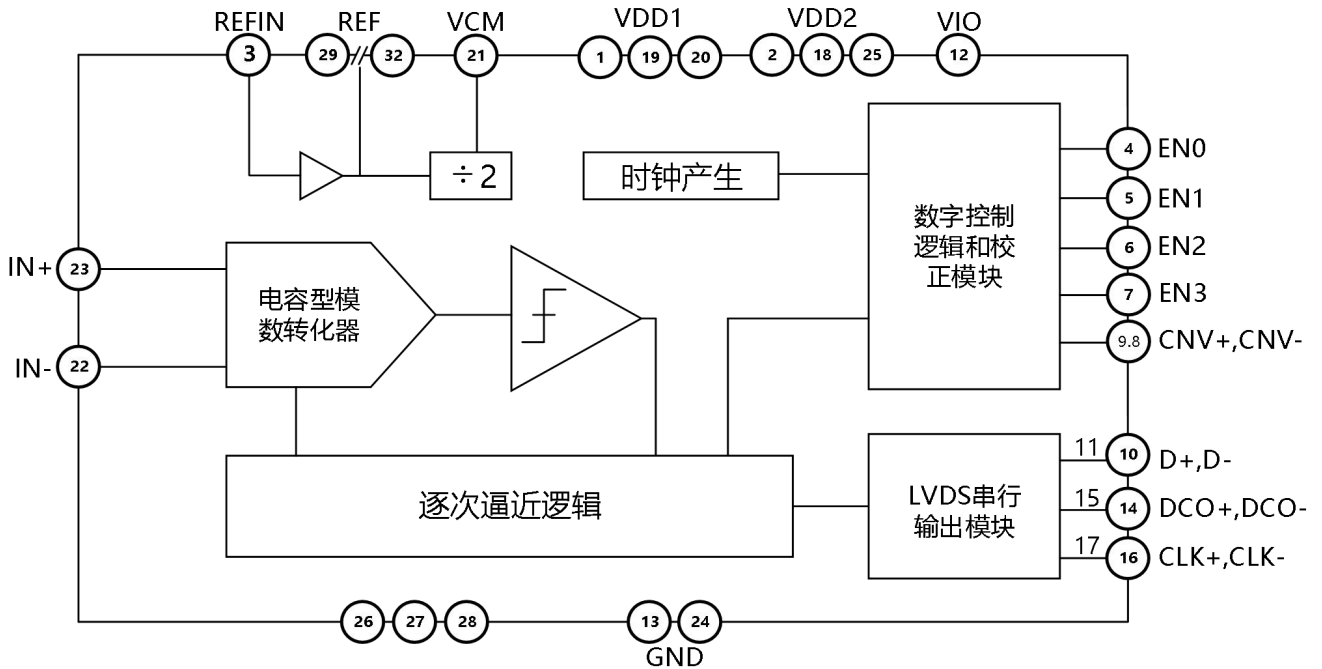 REFIN
REF
VCM
VDD1
VDD2
VIO
3
29
32
21
1
19
20
2
18
25
12
÷2
时钟产生
数字控制
逻辑和校
正模块
4
EN0
5
EN1
6
EN2
7
EN3
9.8
CNV+,CNV-
IN+
23
IN-
22
电容型模
数转化器
逐次逼近逻辑
LVDS串行
输出模块
11
10
D+,D-
15
14
DCO+,DCO-
17
16
CLK+,CLK-
26
27
28
13
24
GND